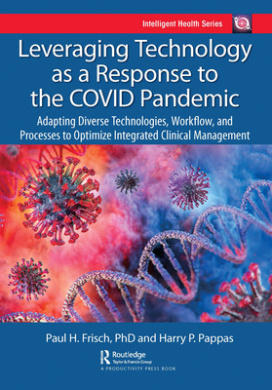 Intelligent Health Series
Leveraging Technology
as a Response to
the COVID Pandemic
Adapting Diverse Technologies, Workflow, and
Processes to Optimize Integrated Clinical Management
Paul H. Frisch, PhD and Harry P. Pappas
Routledge
Taylor & Francis Group
A PRODUCTIVITY PRESS BOOK